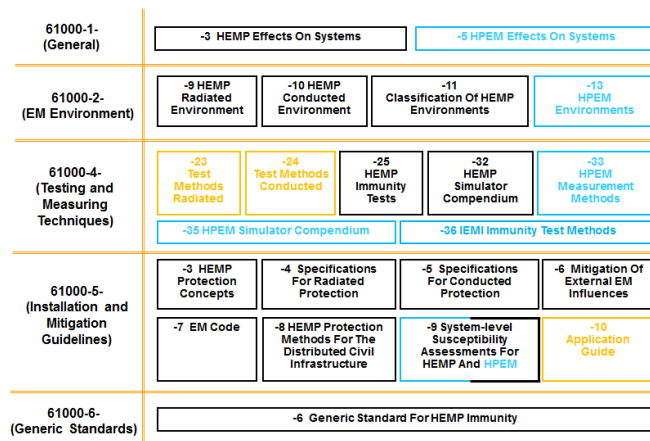 61000-1-
(General)
-3 HEMP Effects On Systems
-5 HPEM Effects On Systems
61000-2-
(EM Environment)
-9 HEMP
Radiated
Environment
-10 HEMP
Conducted
Environment
-11
Classification Of HEMP
Environments
-13
HPEM
Environments
61000-4-
(Testing and
Measuring
Techniques)
-23
Test
Methods
Radiated
-24
Test Methods
Conducted
-25
HEMP
Immunity
Tests
-32
HEMP
Simulator
Compendium
-33
HPEM
Measurement
Methods
-35 HPEM Simulator Compendium
-36 IEMI Immunity Test Methods
61000-5-
(Installation and
Mitigation
Guidelines)
-3 HEMP
Protection
Concepts
-4 Specifications
For Radiated
Protection
-5 Specifications
For Conducted
Protection
-6 Mitigation Of
External EM
Influences
-7 EM Code
-8 HEMP Protection
Methods For The
Distributed Civil
Infrastructure
-9 System-level
Susceptibility
Assessments For
HEMP And HPEM
-10
Application
Guide
61000-6-
(Generic Standards)
-6 Generic Standard For HEMP Immunity